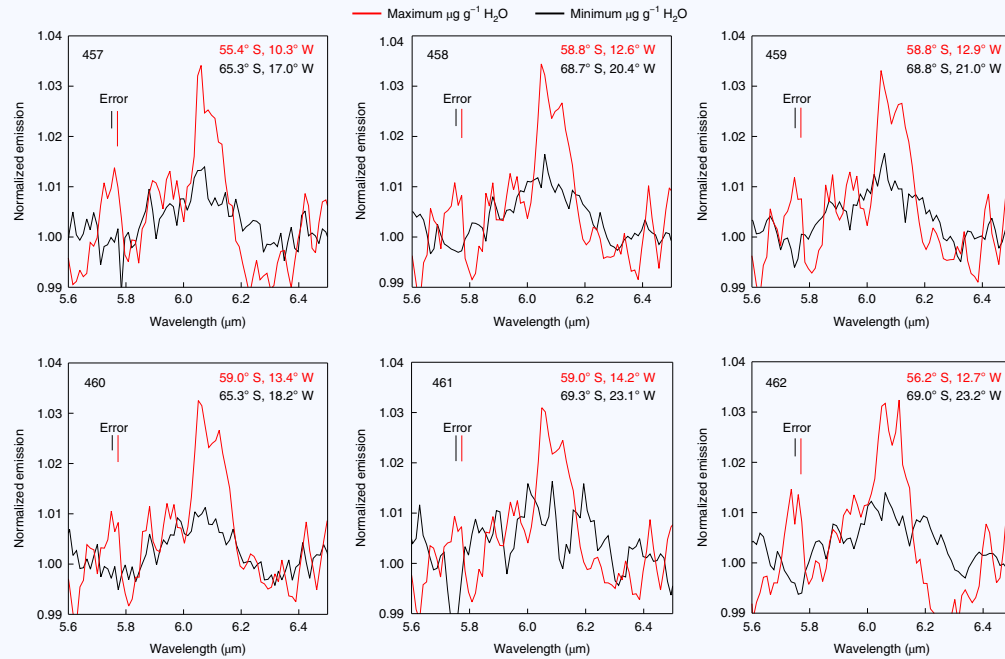 Maximum µg g⁻¹ H₂O Minimum µg g⁻¹ H₂O
457
55.4° S, 10.3° W
65.3° S, 17.0° W
Error
Normalized emission
1.04
1.03
1.02
1.01
1.00
0.99
5.6 5.8 6.0 6.2 6.4
Wavelength (µm)
458
58.8° S, 12.6° W
68.7° S, 20.4° W
Error
Normalized emission
1.04
1.03
1.02
1.01
1.00
0.99
5.6 5.8 6.0 6.2 6.4
Wavelength (µm)
459
58.8° S, 12.9° W
68.8° S, 21.0° W
Error
Normalized emission
1.04
1.03
1.02
1.01
1.00
0.99
5.6 5.8 6.0 6.2 6.4
Wavelength (µm)
460
59.0° S, 13.4° W
65.3° S, 18.2° W
Error
Normalized emission
1.04
1.03
1.02
1.01
1.00
0.99
5.6 5.8 6.0 6.2 6.4
Wavelength (µm)
461
59.0° S, 14.2° W
69.3° S, 23.1° W
Error
Normalized emission
1.04
1.03
1.02
1.01
1.00
0.99
5.6 5.8 6.0 6.2 6.4
Wavelength (µm)
462
56.2° S, 12.7° W
69.0° S, 23.2° W
Error
Normalized emission
1.04
1.03
1.02
1.01
1.00
0.99
5.6 5.8 6.0 6.2 6.4
Wavelength (µm)